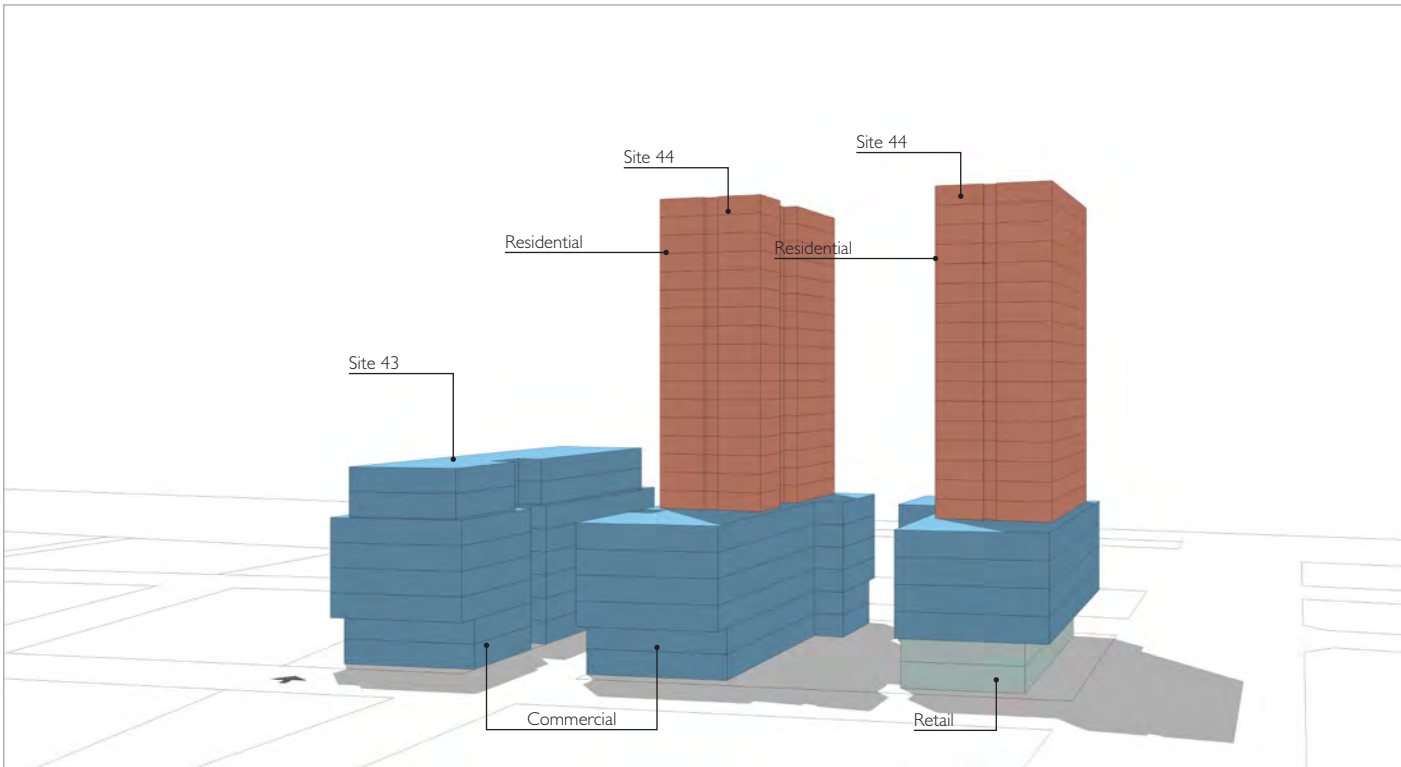 Site 44
Site 44
Residential
Residential
Site 43
Commercial
Retail